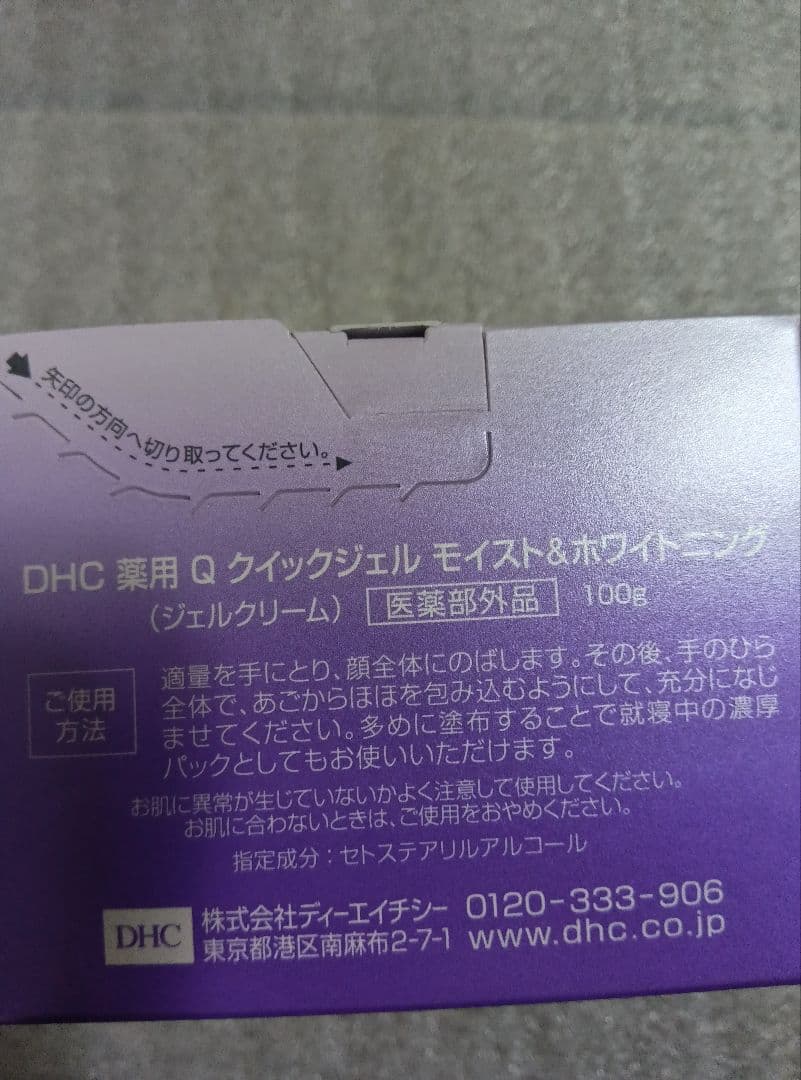 矢印の方向へ切り取ってください。
DHC 薬用 Q クイックジェル モイスト&ホワイトニング
(ジェルクリーム) 医薬部外品 100g
ご使用
方法
適量を手にとり、顔全体にのばします。その後、手のひら
全体で、あごからほほを包み込むようにして、充分になじ
ませてください。多めに塗布することで就寝中の濃厚
パックとしてもお使いいただけます。
お肌に異常が生じていないかよく注意して使用してください。
お肌に合わないときは、ご使用をおやめください。
指定成分：セトステアリルアルコール
DHC
株式会社ディーエイチシー 0120-333-906
東京都港区南麻布2-7-1 www.dhc.co.jp